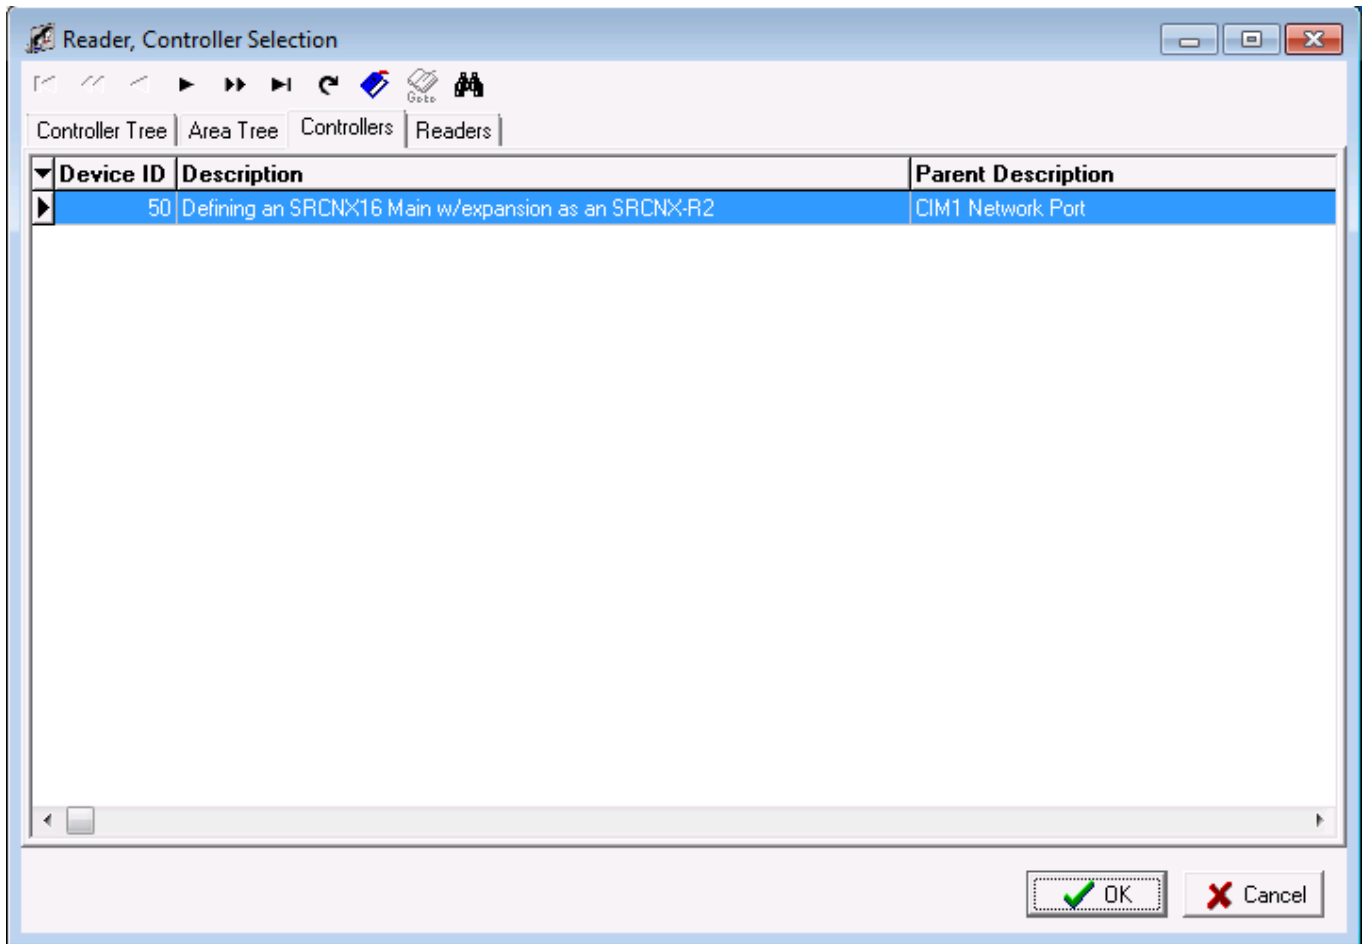 Reader, Controller Selection
Goto
Controller Tree Area Tree Controllers Readers
Device ID Description Parent Description
50 Defining an SRCNX16 Main w/expansion as an SRCNX-R2 CIM1 Network Port
OK Cancel